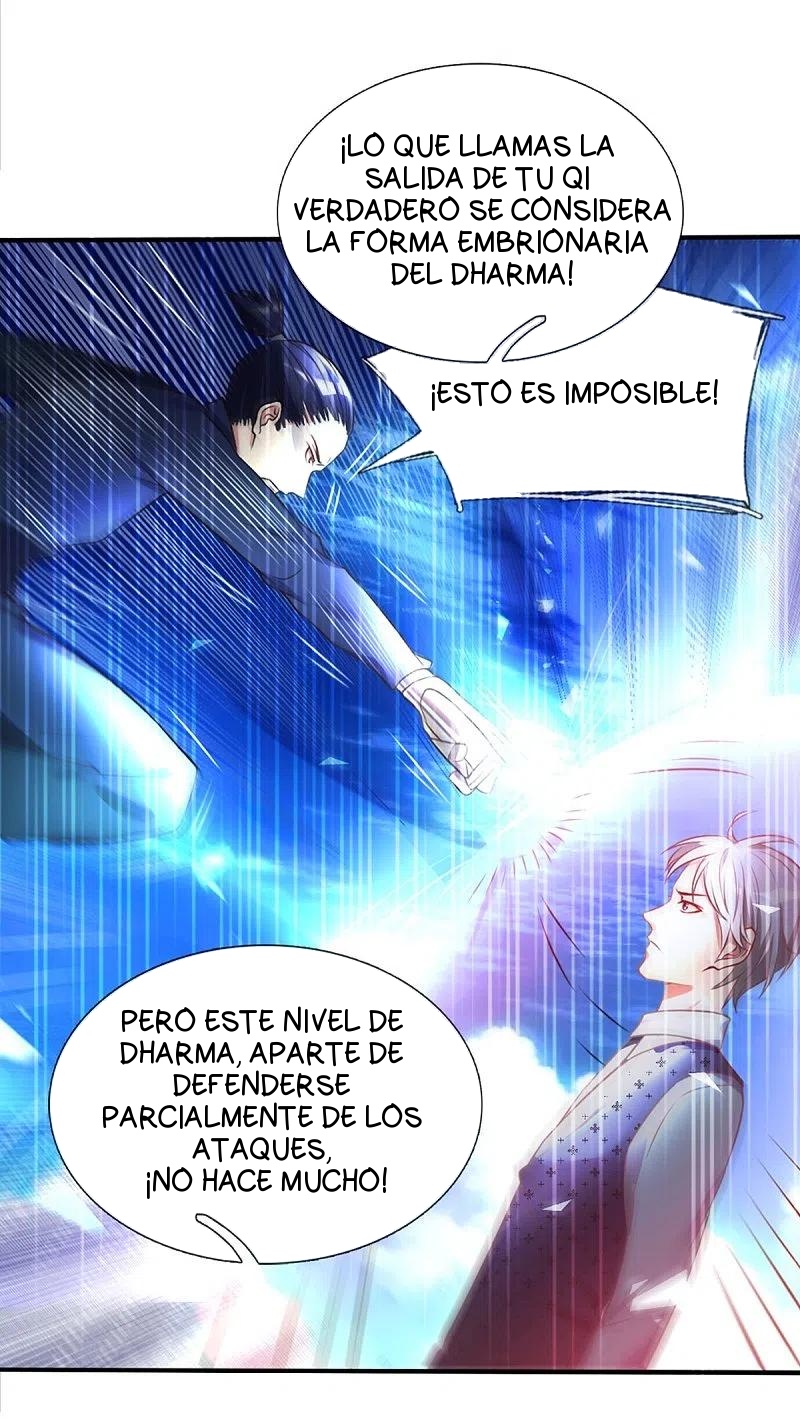 ¡LO QUE LLAMAS LA
SALIDA DE TU QI
VERDADERO SE CONSIDERA
LA FORMA EMBRIONARIA
DEL DHARMA!
¡ESTO ES IMPOSIBLE!
PERO ESTE NIVEL DE
DHARMA, APARTE DE
DEFENDERSE
PARCIALMENTE DE LOS
ATAQUES,
¡NO HACE MUCHO!